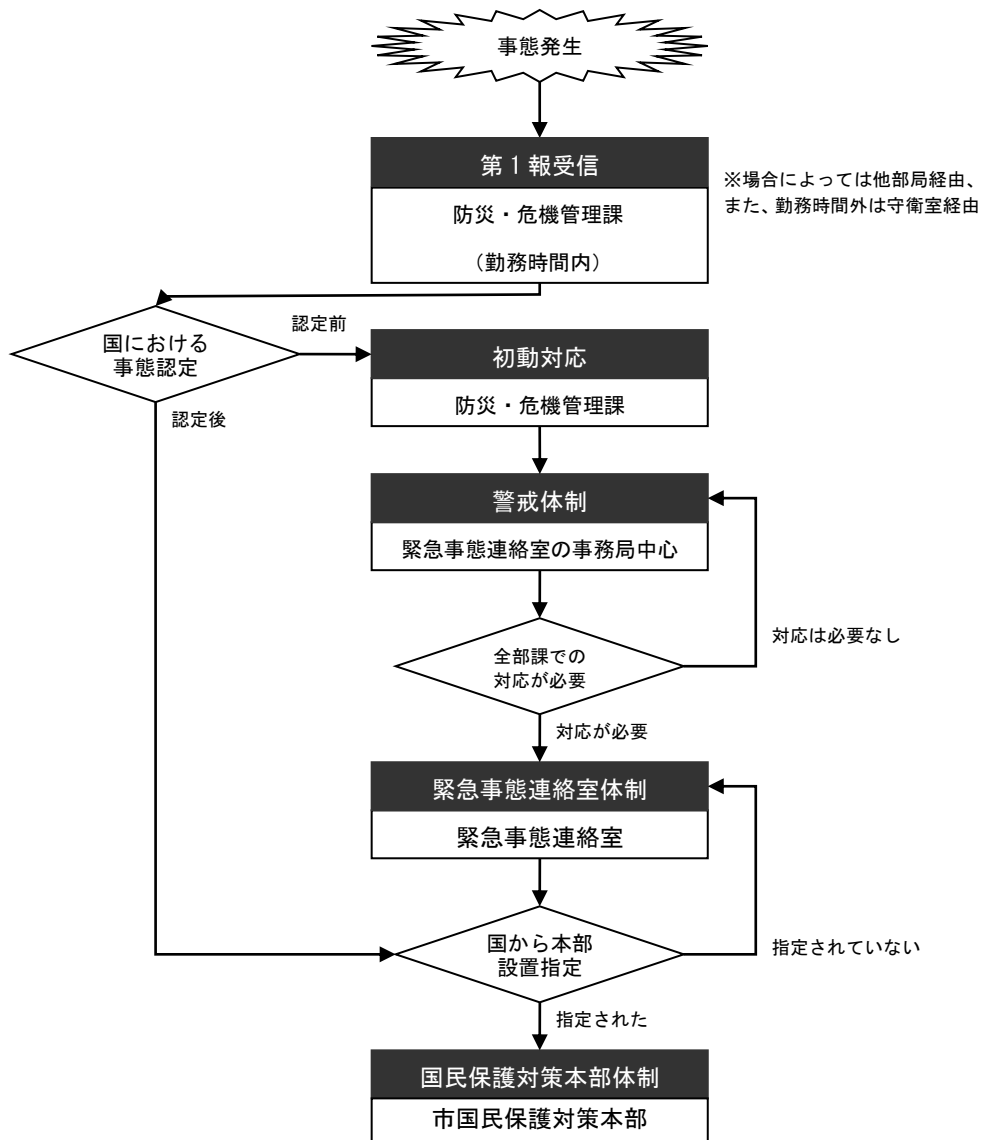 事態発生
第1報受信
防災・危機管理課
（勤務時間内）
※場合によっては他部局経由、
また、勤務時間外は守衛室経由
国における
事態認定
認定前
認定後
初動対応
防災・危機管理課
警戒体制
緊急事態連絡室の事務局中心
全部課での
対応が必要
対応は必要なし
対応が必要
緊急事態連絡室体制
緊急事態連絡室
国から本部
設置指定
指定されていない
指定された
国民保護対策本部体制
市国民保護対策本部